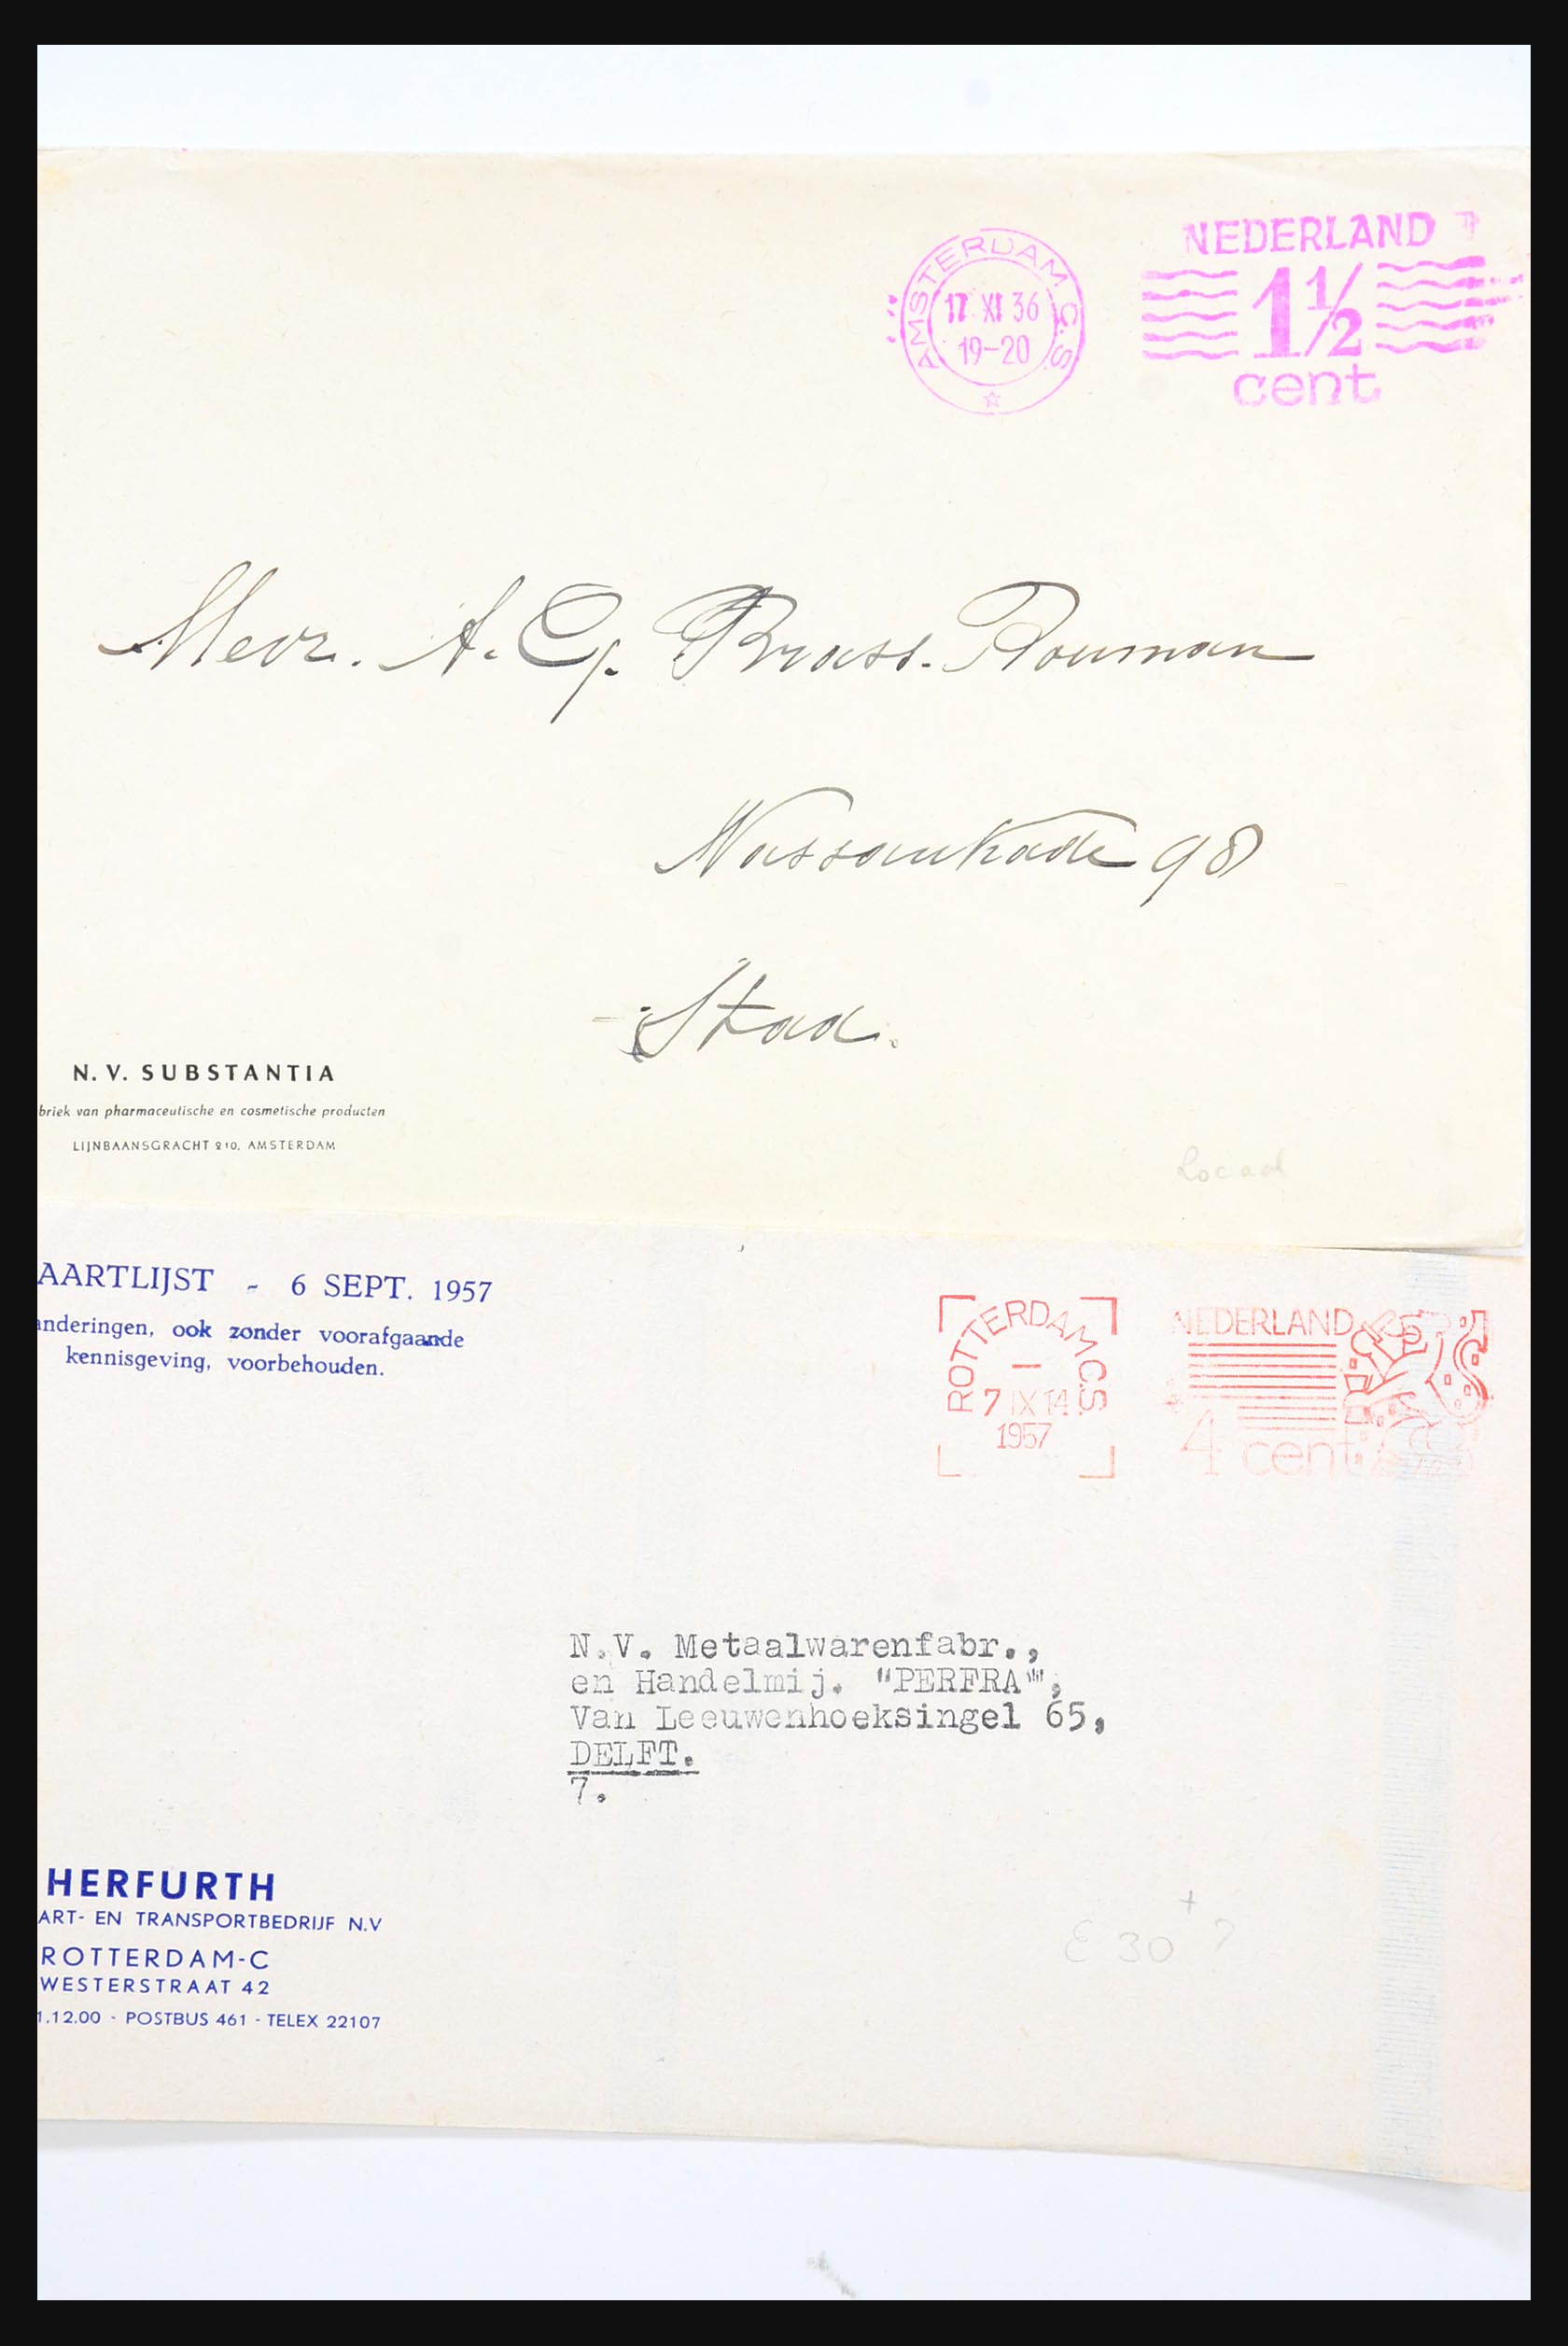 AMSTERDAM C.S.
17 XI 36
19-20
NEDERLAND
1½
cent
Mevr. A. C. Brass. Plouman
Nassaukade 98
Stad.
N. V. SUBSTANTIA
briek van pharmaceutische en cosmetische producten
LIJNBAANSGRACHT 210, AMSTERDAM
Locaal
AARTLIJST - 6 SEPT. 1957
anderingen, ook zonder voorafgaande
kennisgeving, voorbehouden.
ROTTERDAM C.S
7 IX 14
1957
NEDERLAND
4 cent
N.V. Metaalwarenfabr.,
en Handelmij. "PERFRA",
Van Leeuwenhoeksingel 65,
DELFT.
7.
HERFURTH
ART- EN TRANSPORTBEDRIJF N.V
ROTTERDAM-C
WESTERSTRAAT 42
1.12.00 - POSTBUS 461 - TELEX 22107
€ 30 + ?